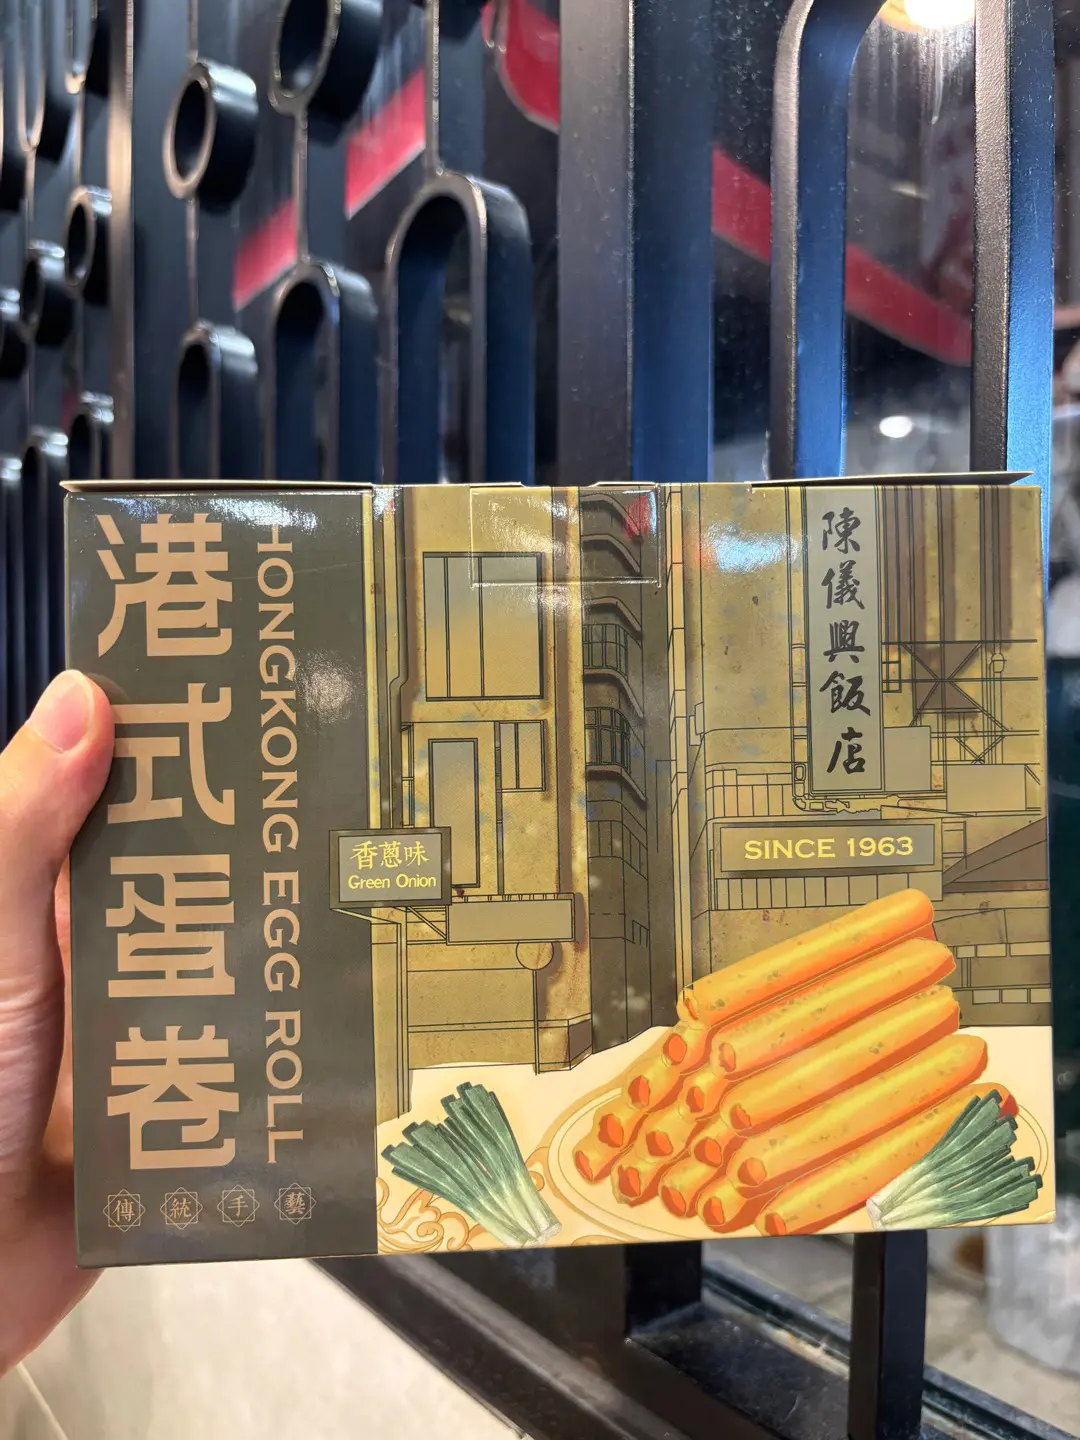 港式蛋卷
HONGKONG EGG ROLL
傳統手藝
香蔥味
Green Onion
陳儀興飯店
SINCE 1963